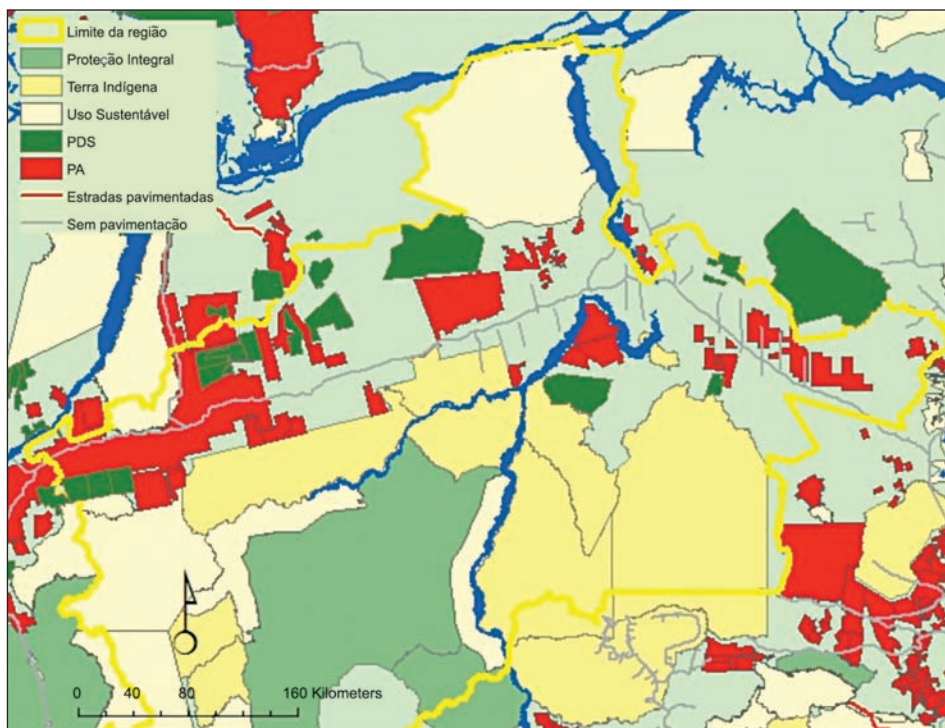 Limite da região
Proteção Integral
Terra Indígena
Uso Sustentável
PDS
PA
Estradas pavimentadas
Sem pavimentação
0 40 80 160 Kilometers